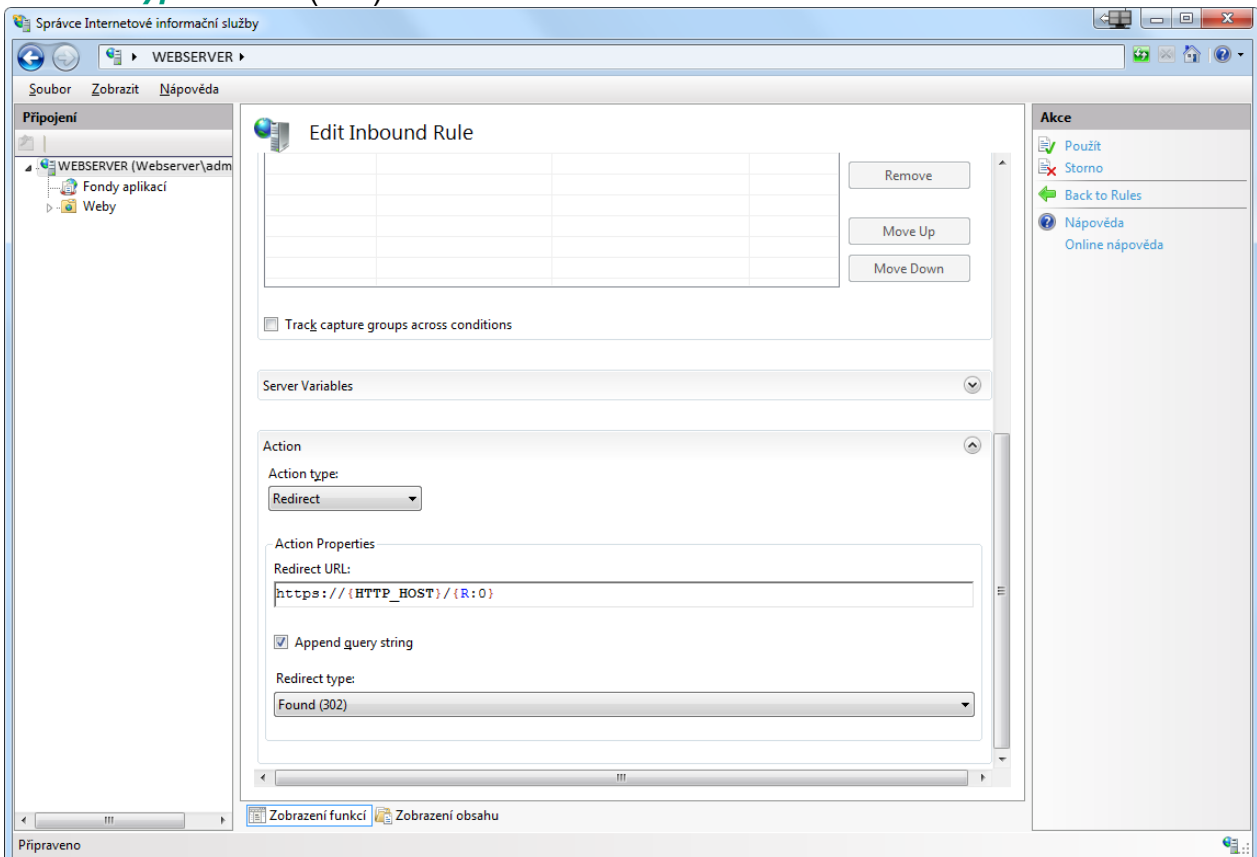 Správce Internetové informační služby
WEBSERVER
Soubor Zobrazit Nápověda
Připojení
WEBSERVER (Webserver\adm
Fondy aplikací
Weby
Edit Inbound Rule
Remove
Move Up
Move Down
Track capture groups across conditions
Server Variables
Action
Action type:
Redirect
Action Properties
Redirect URL:
https://{HTTP_HOST}/{R:0}
Append query string
Redirect type:
Found (302)
Zobrazení funkcí Zobrazení obsahu
Akce
Použít
Storno
Back to Rules
Nápověda
Online nápověda
Připraveno